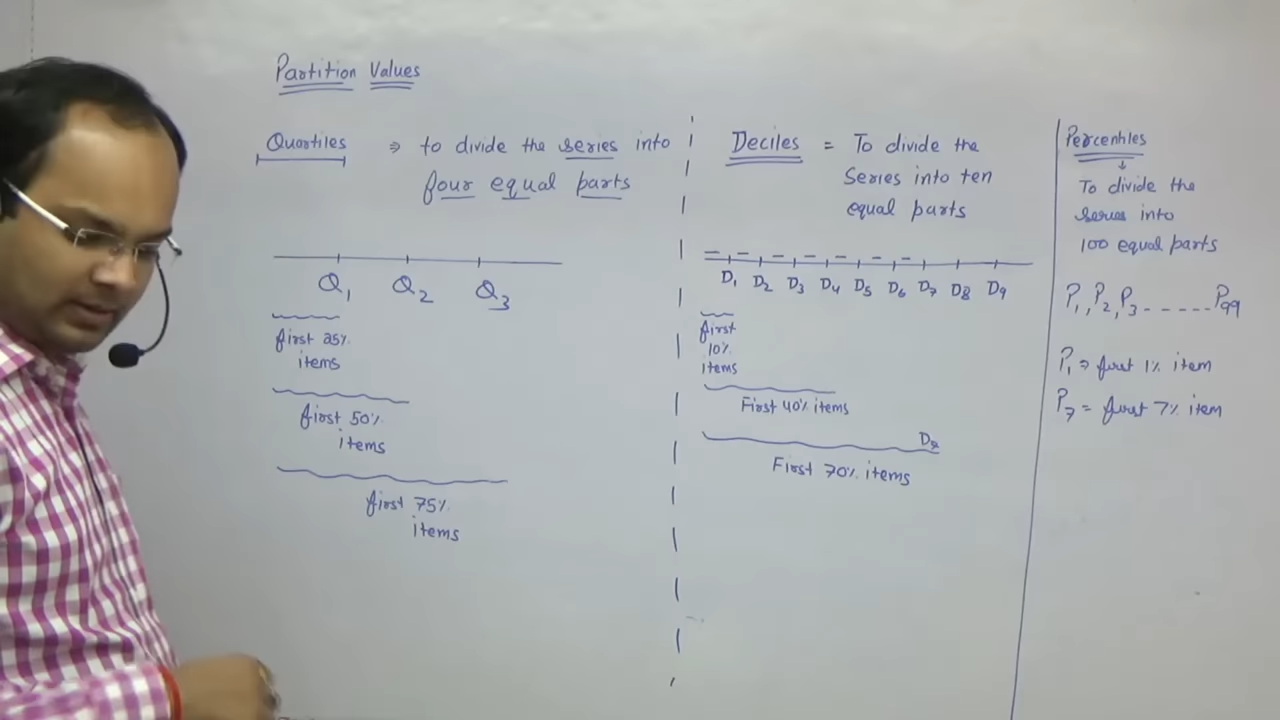 Partition Values
Quartiles ⇒ to divide the series into
four equal parts
Q1 Q2 Q3
first 25%
items
first 50%
items
first 75%
items
Deciles = To divide the
Series into ten
equal parts
D1 D2 D3 D4 D5 D6 D7 D8 D9
first
10%
items
First 40% items
First 70% items
Percentiles
↓
To divide the
series into
100 equal parts
P1, P2, P3 - - - - - P99
P1 ⇒ first 1% item
P7 = first 7% item